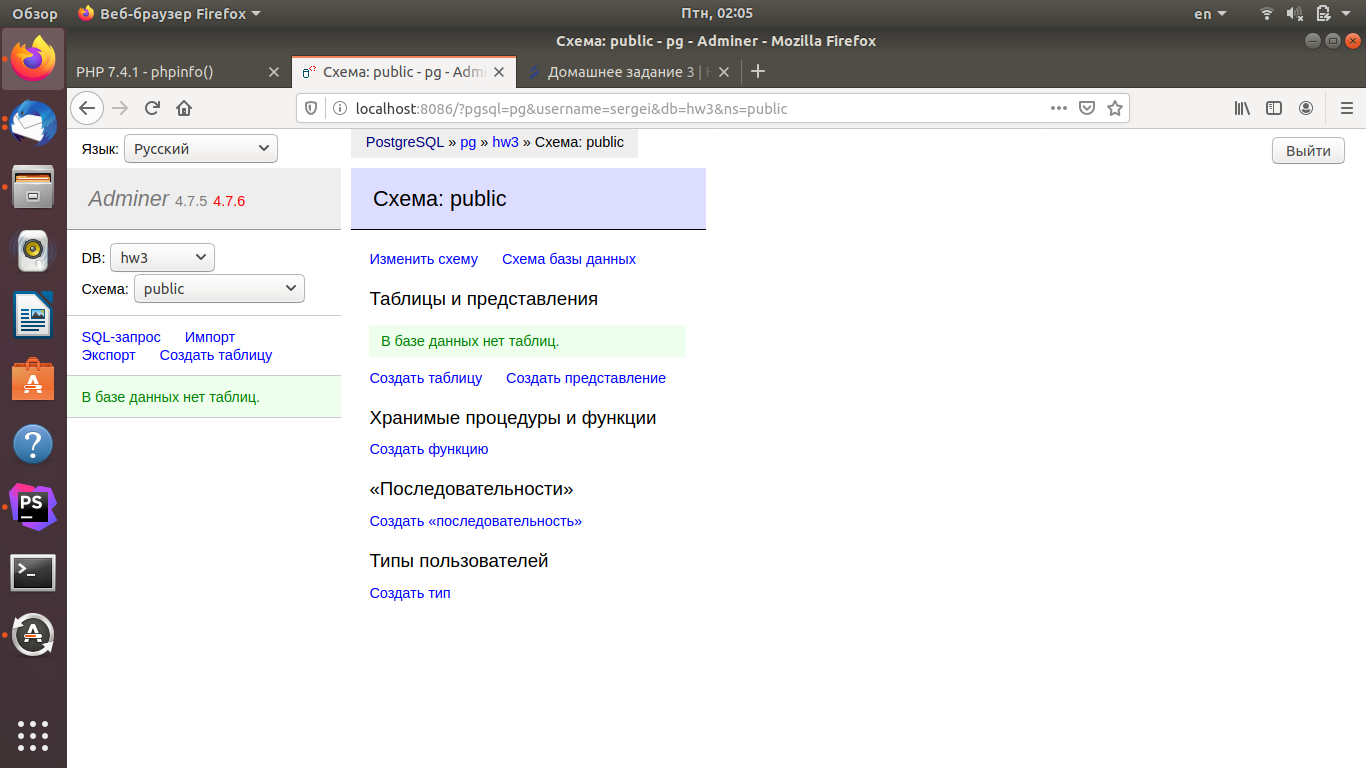 Обзор Веб-браузер Firefox Птн, 02:05 en
Схема: public - pg - Adminer - Mozilla Firefox
PHP 7.4.1 - phpinfo() Схема: public - pg - Admi Домашнее задание 3 |
localhost:8086/?pgsql=pg&username=sergei&db=hw3&ns=public
Язык: Русский
PostgreSQL » pg » hw3 » Схема: public
Выйти
Adminer 4.7.5 4.7.6
Схема: public
DB: hw3
Схема: public
SQL-запрос Импорт
Экспорт Создать таблицу
В базе данных нет таблиц.
Изменить схему Схема базы данных
Таблицы и представления
В базе данных нет таблиц.
Создать таблицу Создать представление
Хранимые процедуры и функции
Создать функцию
«Последовательности»
Создать «последовательность»
Типы пользователей
Создать тип
PS